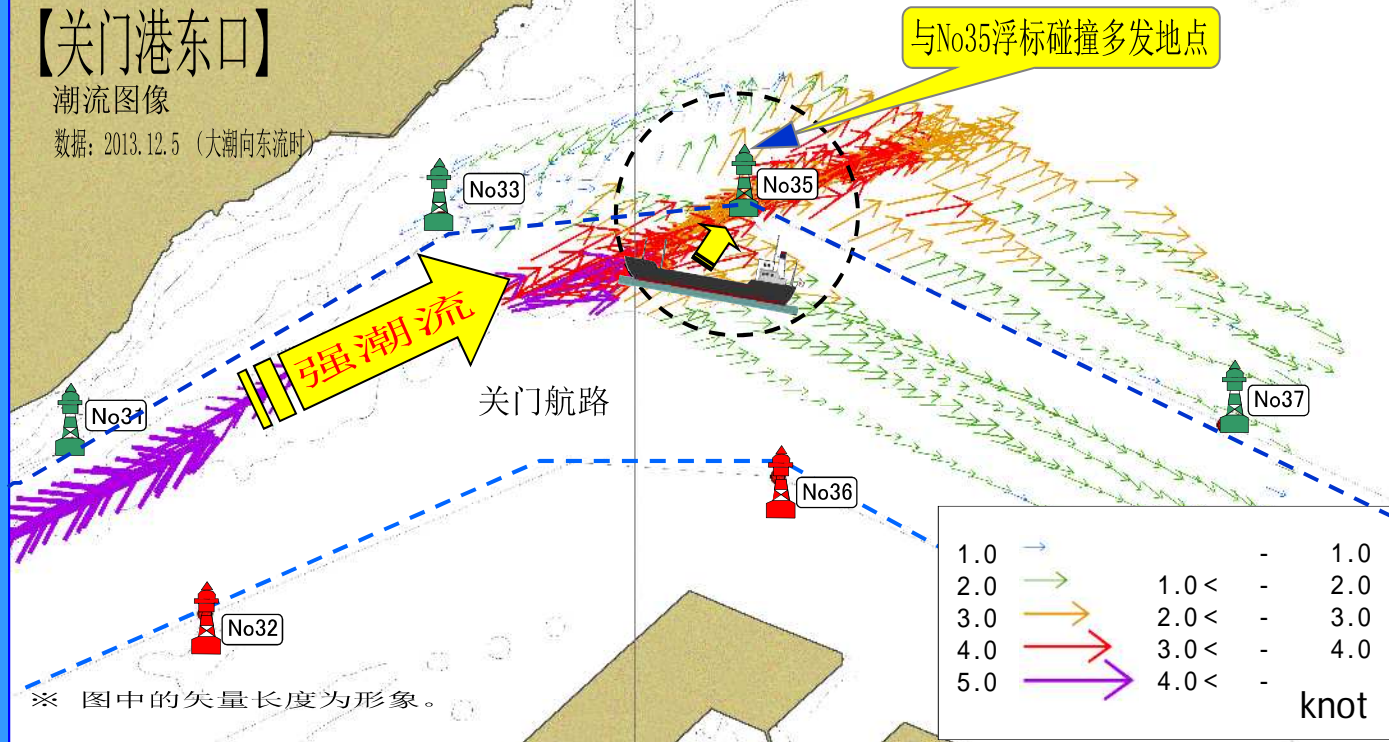 【关门港东口】
潮流图像
数据: 2013.12.5 (大潮向东流时)
与No35浮标碰撞多发地点
No33
No35
强潮流
No31
关门航路
No37
No36
No32
※ 图中的矢量长度为形象。
1.0 - 1.0
2.0 1.0< - 2.0
3.0 2.0< - 3.0
4.0 3.0< - 4.0
5.0 4.0< -
knot